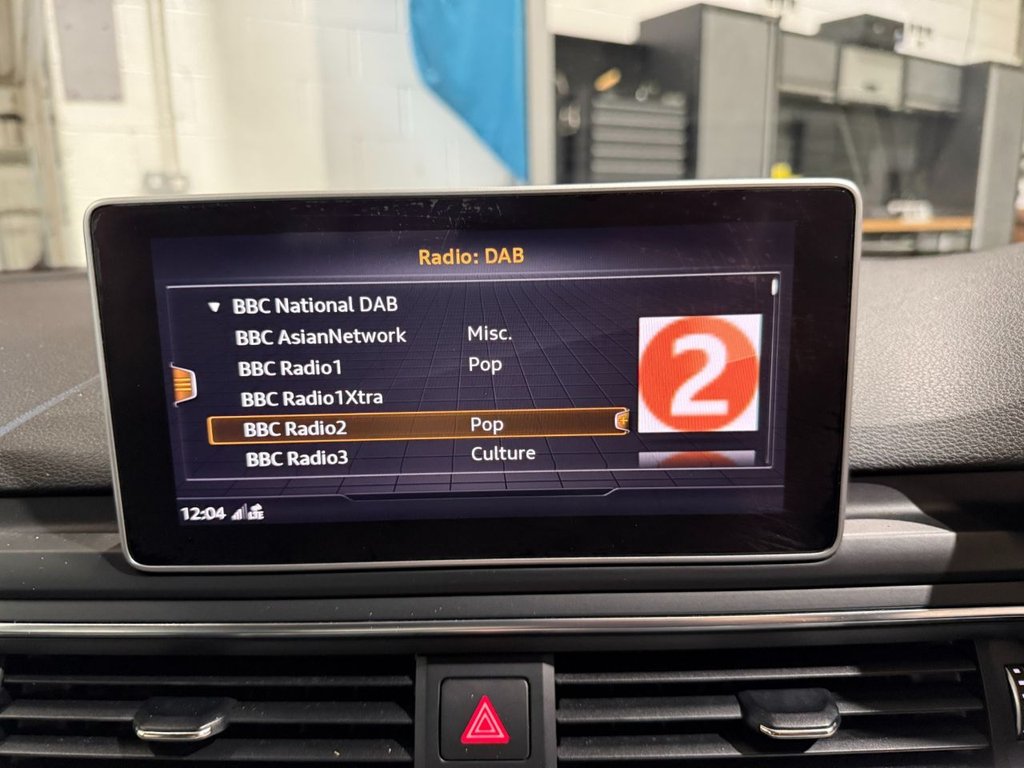 Radio: DAB
BBC National DAB
BBC AsianNetwork Misc.
BBC Radio1 Pop
BBC Radio1Xtra
BBC Radio2 Pop
BBC Radio3 Culture
2
12:04 LTE